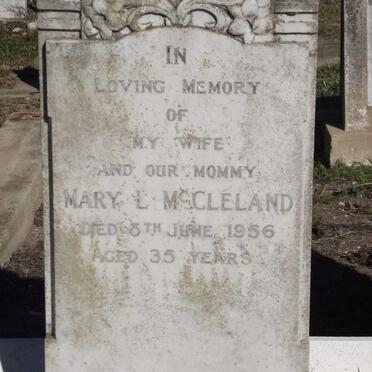 IN
LOVING MEMORY
OF
MY WIFE
AND OUR MOMMY
MARY L McCLELAND
DIED 8TH JUNE 1956
AGED 35 YEARS